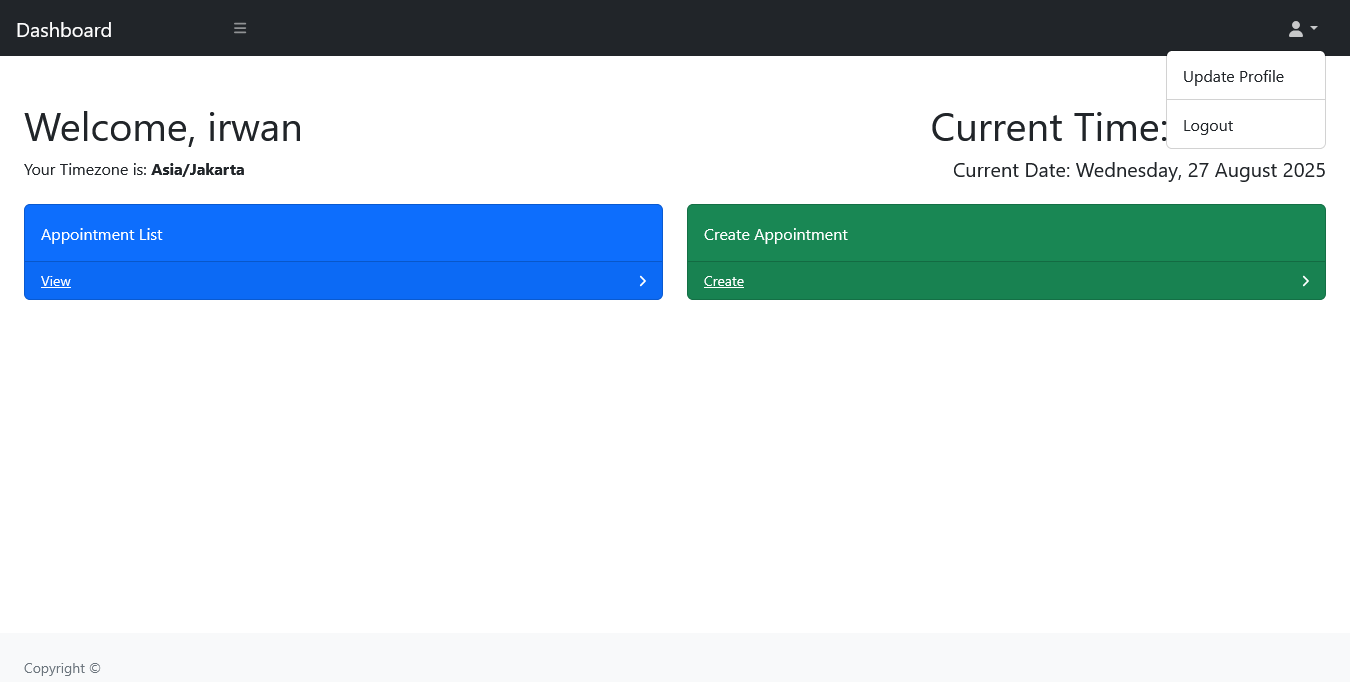 Dashboard
Update Profile
Logout
Welcome, irwan
Current Time:
Your Timezone is: Asia/Jakarta
Current Date: Wednesday, 27 August 2025
Appointment List
Create Appointment
View
Create
Copyright ©